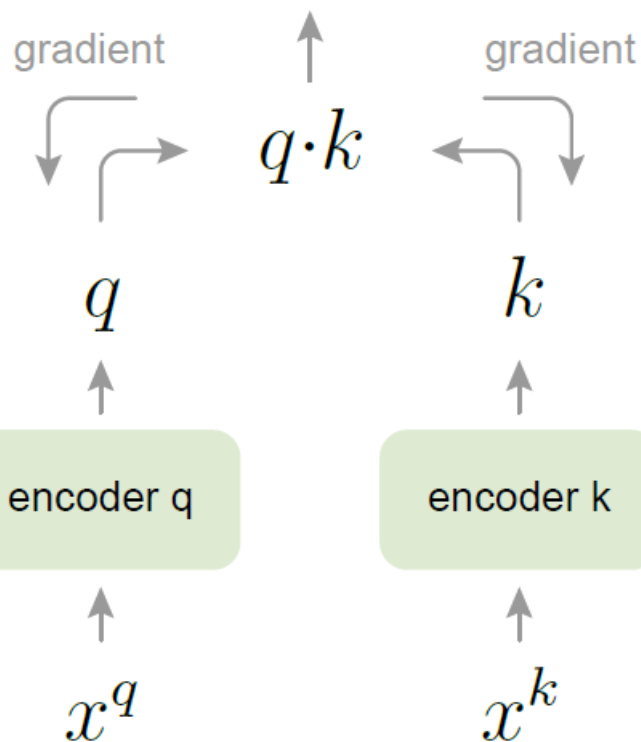 gradient gradient
q·k
q k
encoder q encoder k
x^q x^k